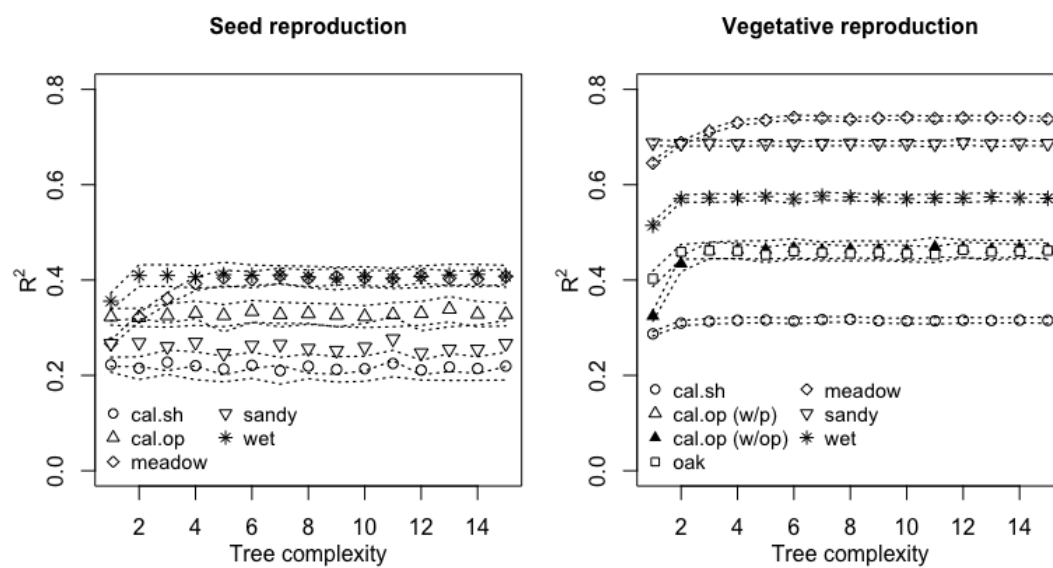 Seed reproduction
R²
0.0 0.2 0.4 0.6 0.8
○ cal.sh ▽ sandy
△ cal.op ✳ wet
◇ meadow
2 4 6 8 10 12 14
Tree complexity
Vegetative reproduction
R²
0.0 0.2 0.4 0.6 0.8
○ cal.sh ◇ meadow
△ cal.op (w/p) ▽ sandy
▲ cal.op (w/op) ✳ wet
□ oak
2 4 6 8 10 12 14
Tree complexity